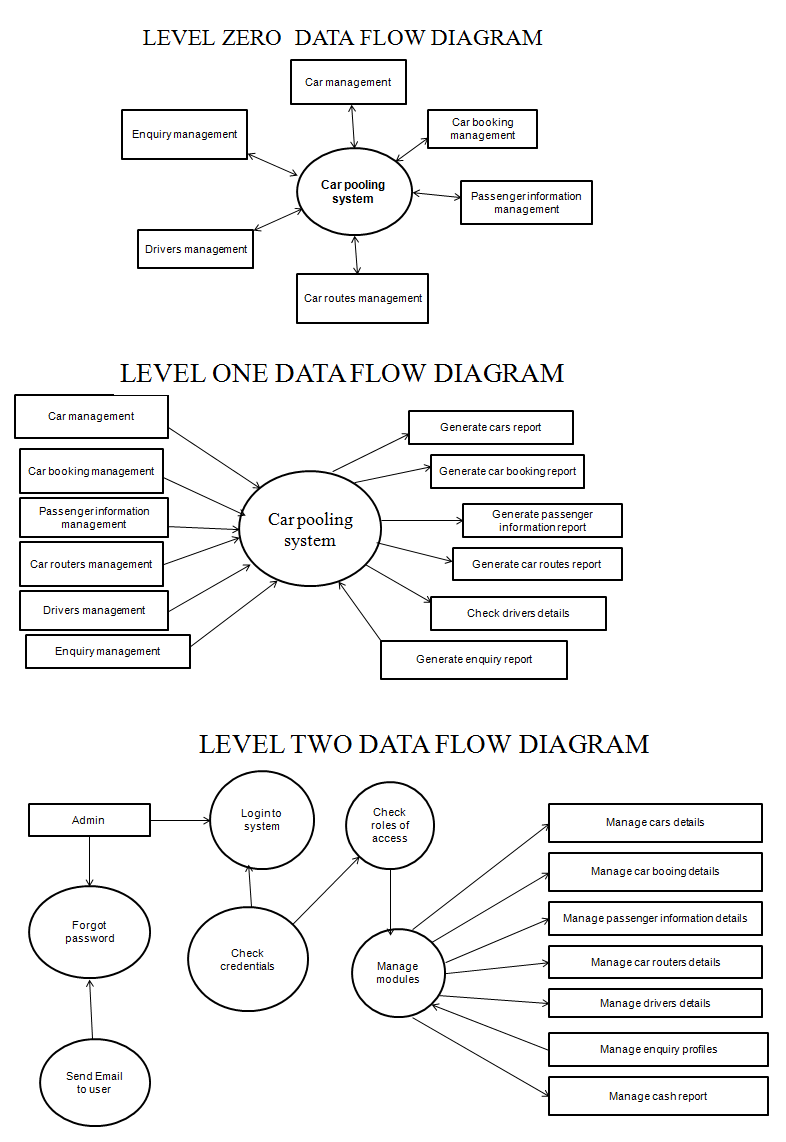 LEVEL ZERO DATA FLOW DIAGRAM
Car management
Enquiry management
Car booking
management
Car pooling
system
Passenger information
management
Drivers management
Car routes management
LEVEL ONE DATA FLOW DIAGRAM
Car management
Car booking management
Passenger information
management
Car routers management
Drivers management
Enquiry management
Car pooling
system
Generate cars report
Generate car booking report
Generate passenger
information report
Generate car routes report
Check drivers details
Generate enquiry report
LEVEL TWO DATA FLOW DIAGRAM
Admin
Login to
system
Check
roles of
access
Forgot
password
Check
credentials
Manage
modules
Send Email
to user
Manage cars details
Manage car booing details
Manage passenger information details
Manage car routers details
Manage drivers details
Manage enquiry profiles
Manage cash report